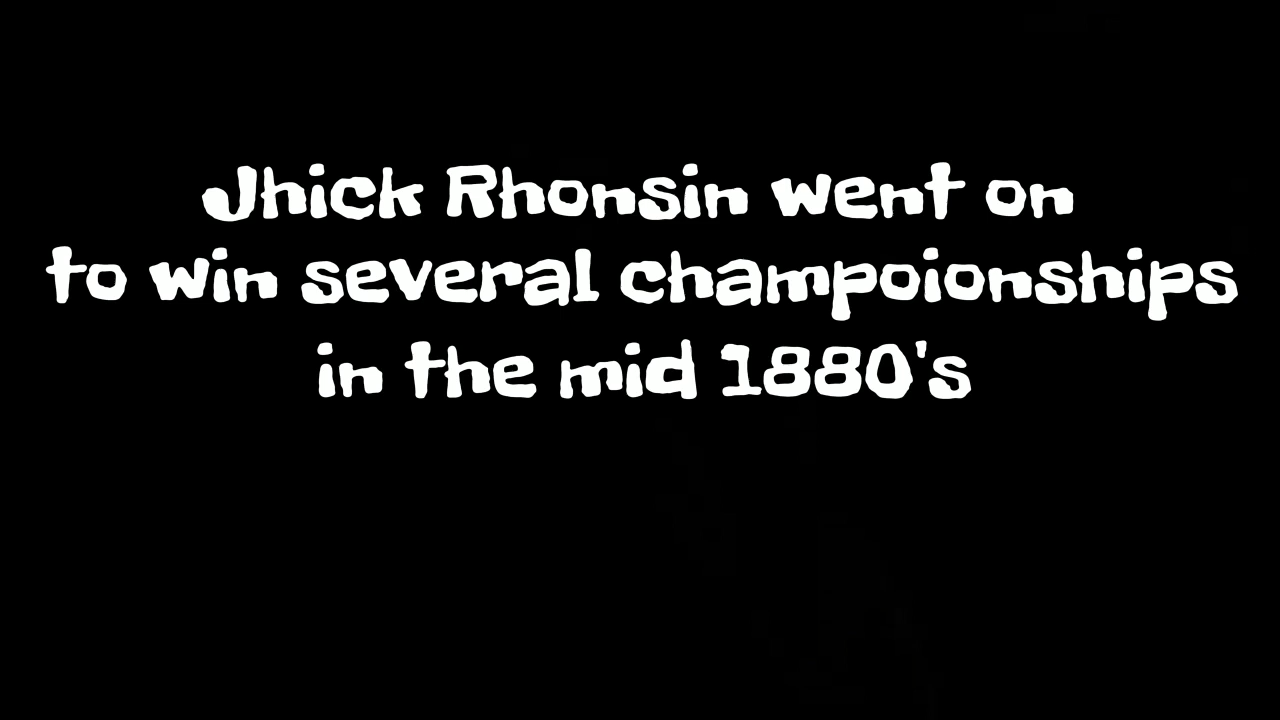 Jhick Rhonsin went on
to win several champoionships
in the mid 1880's